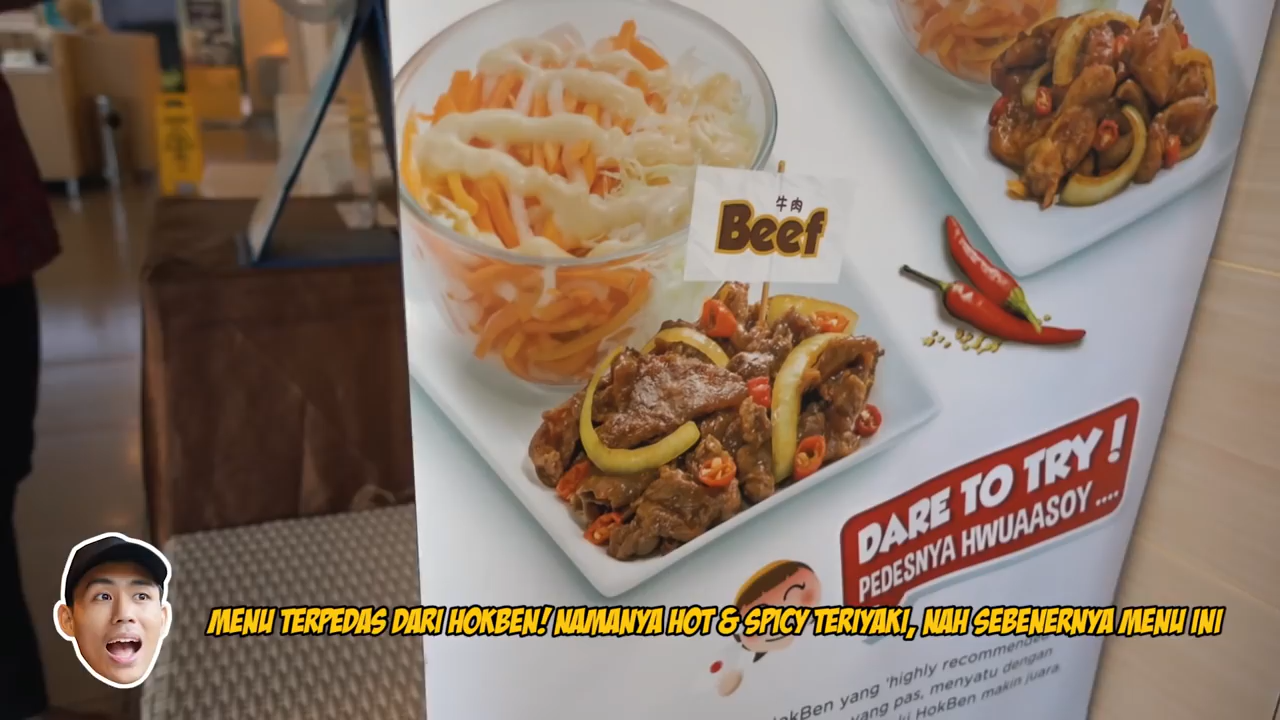 牛肉
Beef
DARE TO TRY!
PEDESNYA HWUAASOY ....
MENU TERPEDAS DARI HOKBEN! NAMANYA HOT & SPICY TERIYAKI, NAH SEBENERNYA MENU INI
HokBen yang 'highly recommended
yang pas, menyatu dengan
HokBen makin juara.